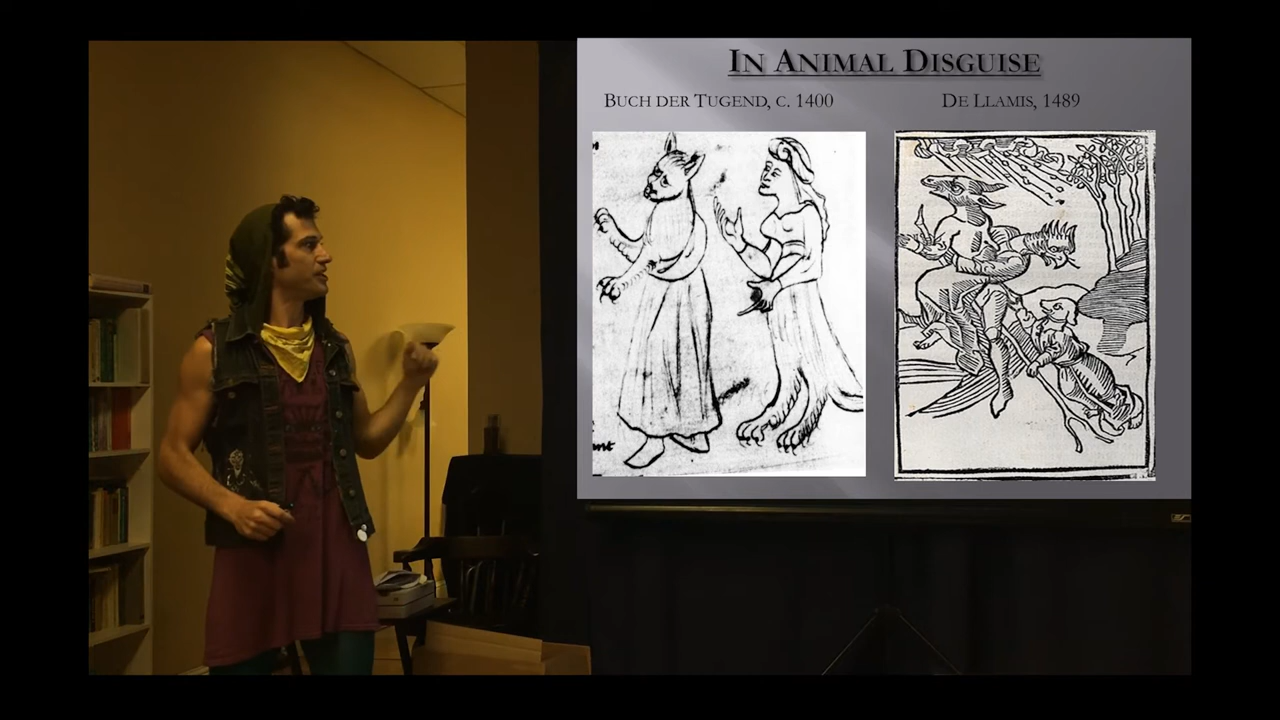 IN ANIMAL DISGUISE
BUCH DER TUGEND, C. 1400
DE LLAMIS, 1489